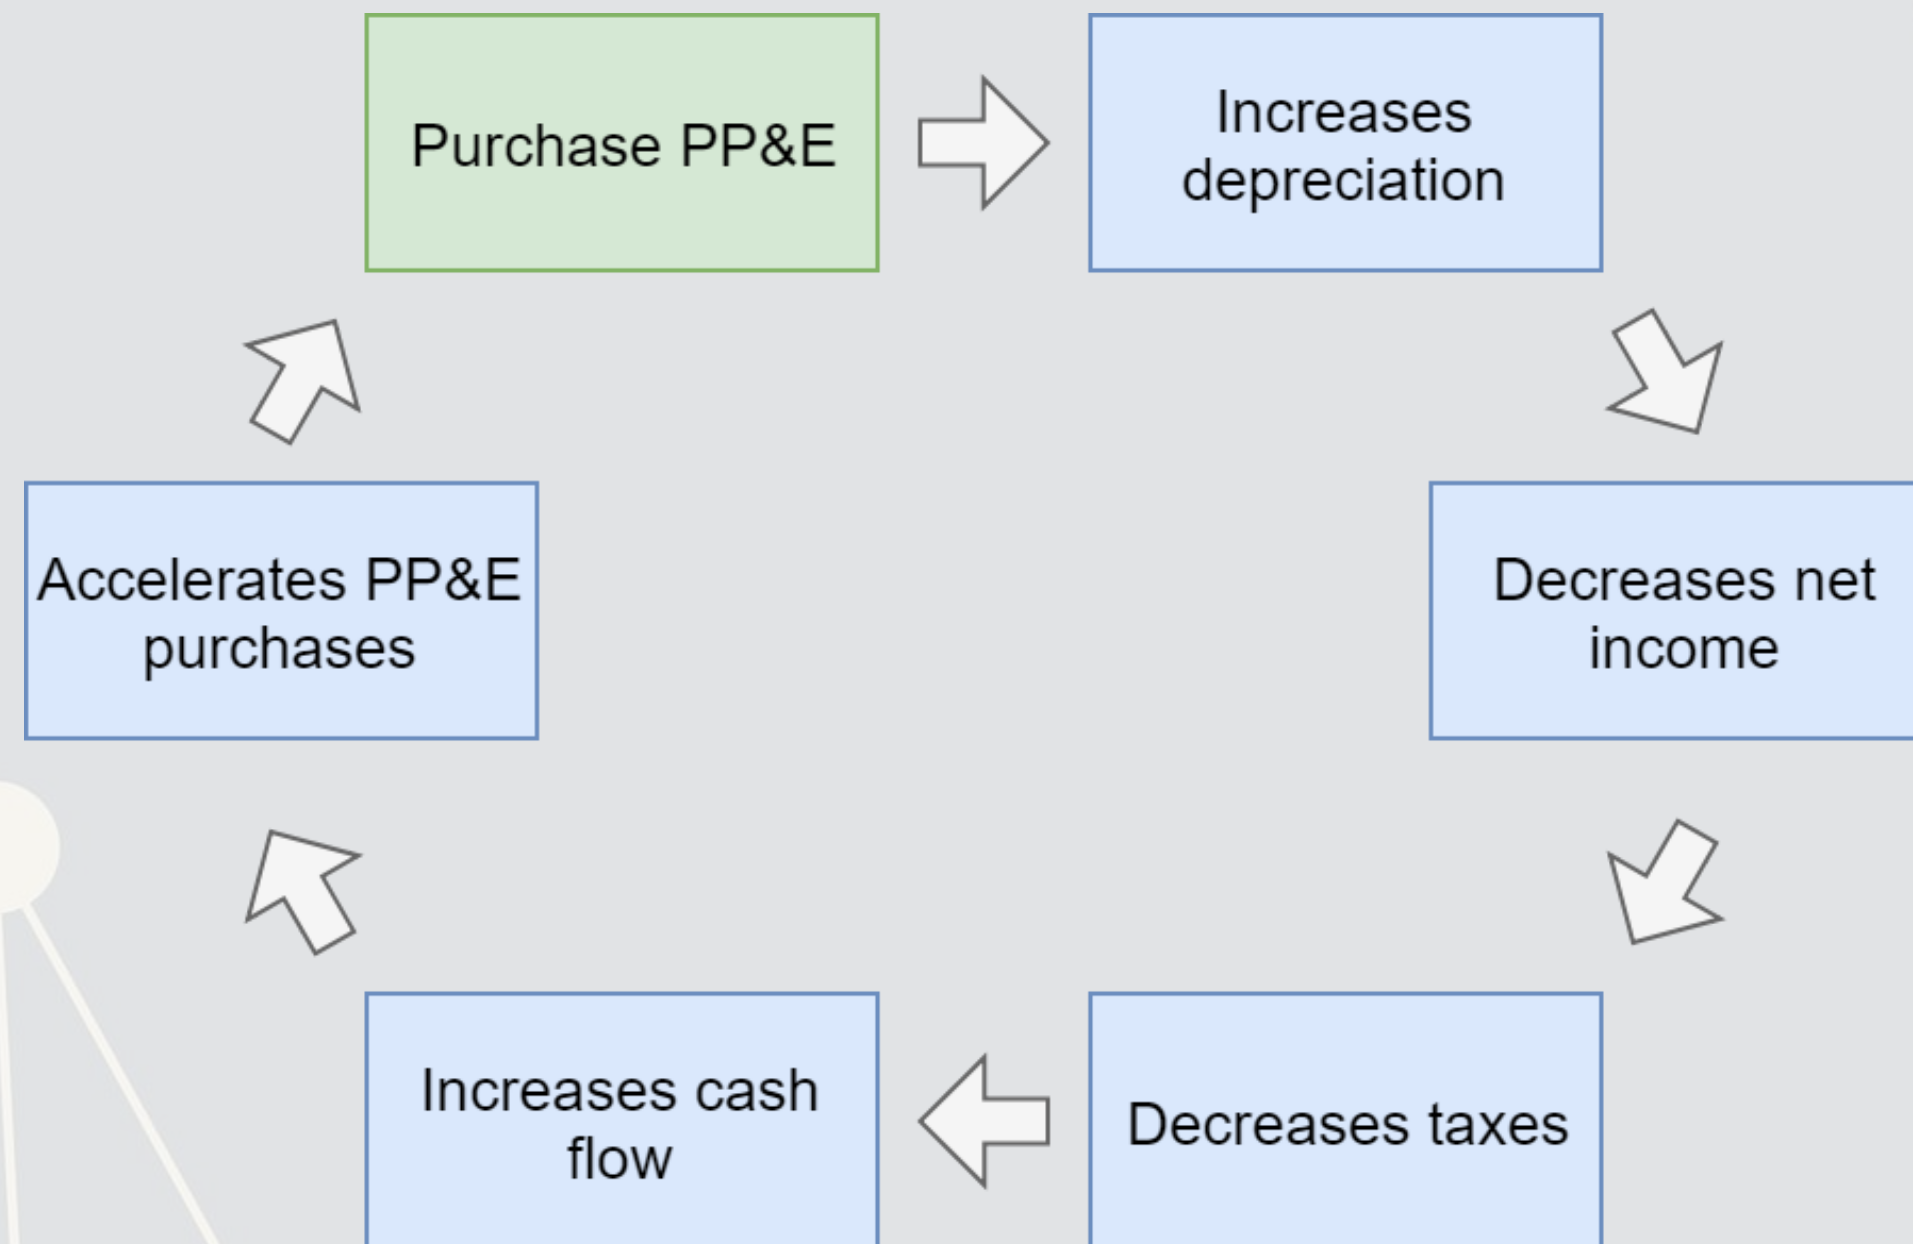 Purchase PP&E
Increases
depreciation
Decreases net
income
Decreases taxes
Increases cash
flow
Accelerates PP&E
purchases